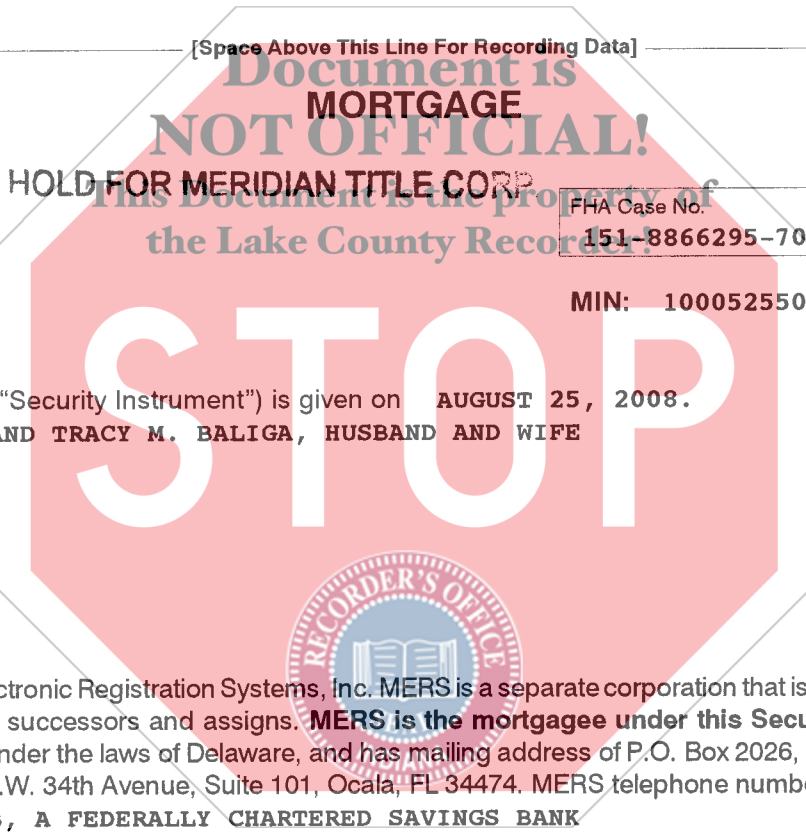 [Space Above This Line For Recording Data]
Document is
MORTGAGE
NOT OFFICIAL!
HOLD FOR MERIDIAN TITLE CORP
This Document is the property of
the Lake County Recorder!
FHA Case No.
151-8866295-70
MIN: 100052550
STOP
“Security Instrument”) is given on AUGUST 25, 2008.
AND TRACY M. BALIGA, HUSBAND AND WIFE
RECORDER'S OFFICE
INDIANA
ctronic Registration Systems, Inc. MERS is a separate corporation that is
successors and assigns. MERS is the mortgagee under this Secu
nder the laws of Delaware, and has mailing address of P.O. Box 2026,
.W. 34th Avenue, Suite 101, Ocala, FL 34474. MERS telephone numbe
, A FEDERALLY CHARTERED SAVINGS BANK